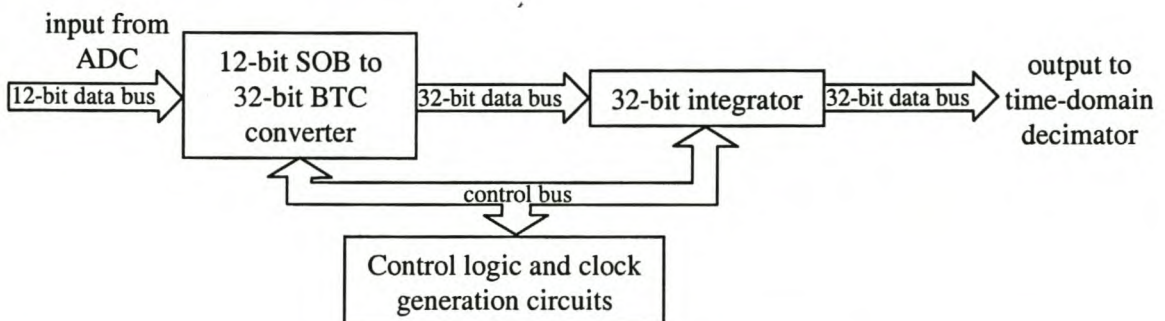 input from
ADC
12-bit data bus
12-bit SOB to
32-bit BTC
converter
32-bit data bus
32-bit integrator
32-bit data bus
output to
time-domain
decimator
control bus
Control logic and clock
generation circuits